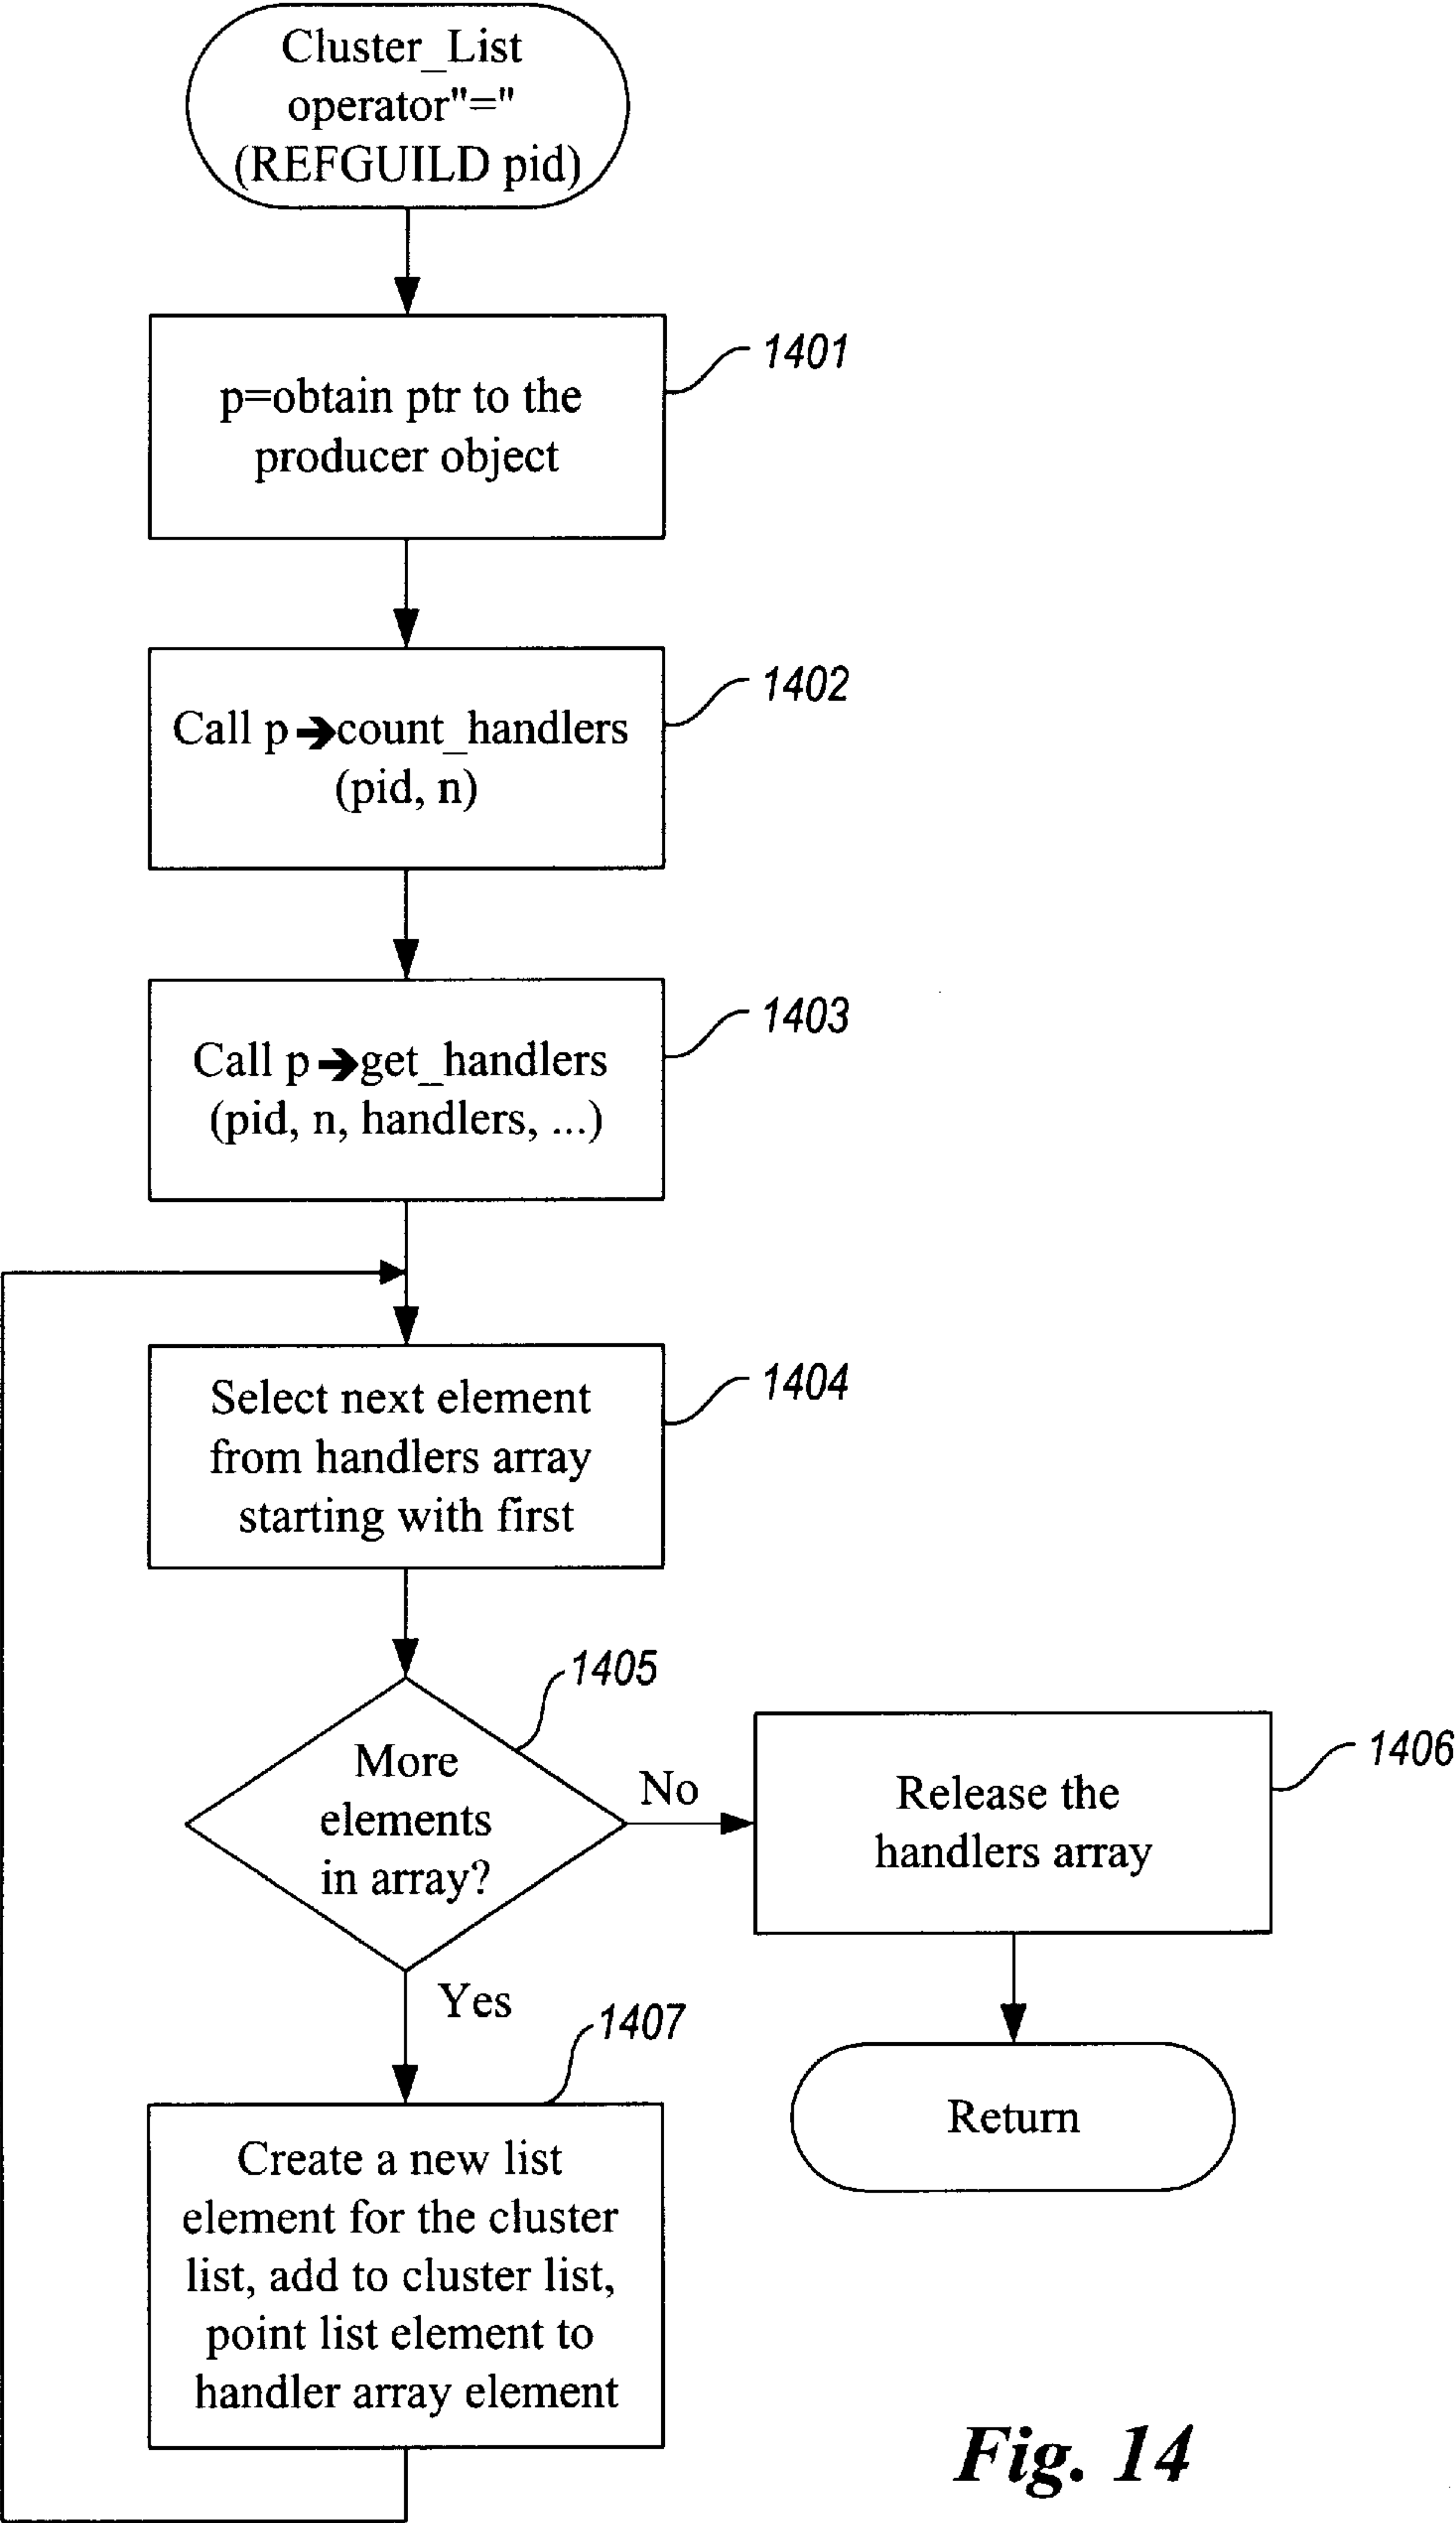 Cluster_List
operator"="
(REFGUILD pid)
1401
p=obtain ptr to the
producer object
1402
Call p➔count_handlers
(pid, n)
1403
Call p➔get_handlers
(pid, n, handlers, ...)
1404
Select next element
from handlers array
starting with first
1405
More
elements
in array?
No
1406
Release the
handlers array
Yes
Return
1407
Create a new list
element for the cluster
list, add to cluster list,
point list element to
handler array element
Fig. 14